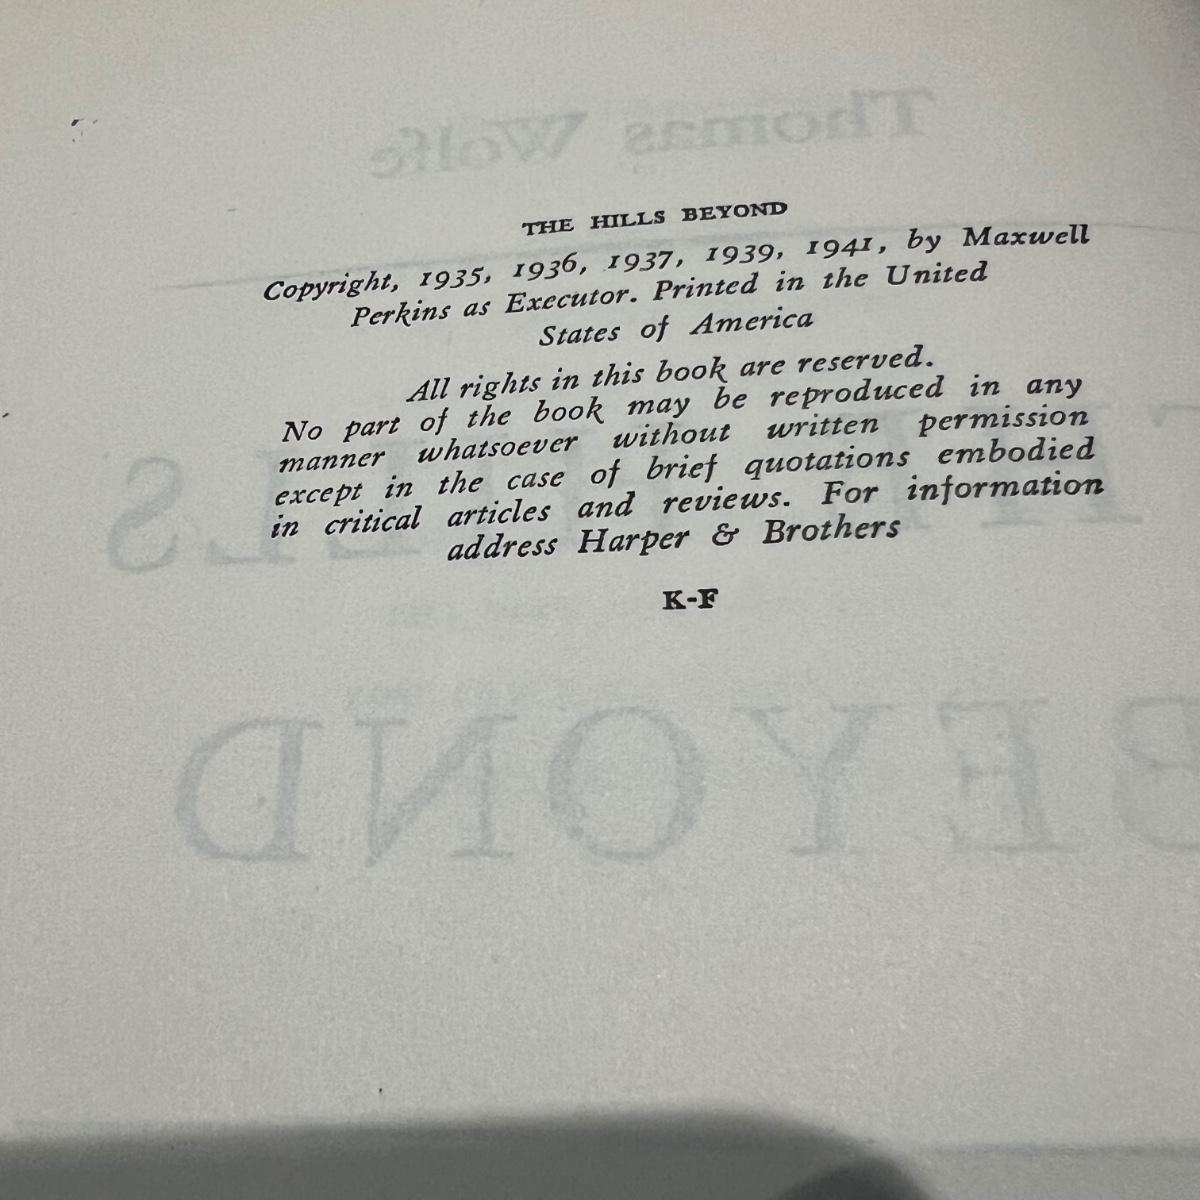 Thomas Wolfe
THE HILLS BEYOND
Copyright, 1935, 1936, 1937, 1939, 1941, by Maxwell
Perkins as Executor. Printed in the United
States of America
All rights in this book are reserved.
No part of the book may be reproduced in any
manner whatsoever without written permission
except in the case of brief quotations embodied
in critical articles and reviews. For information
address Harper & Brothers
K-F
BEYOND